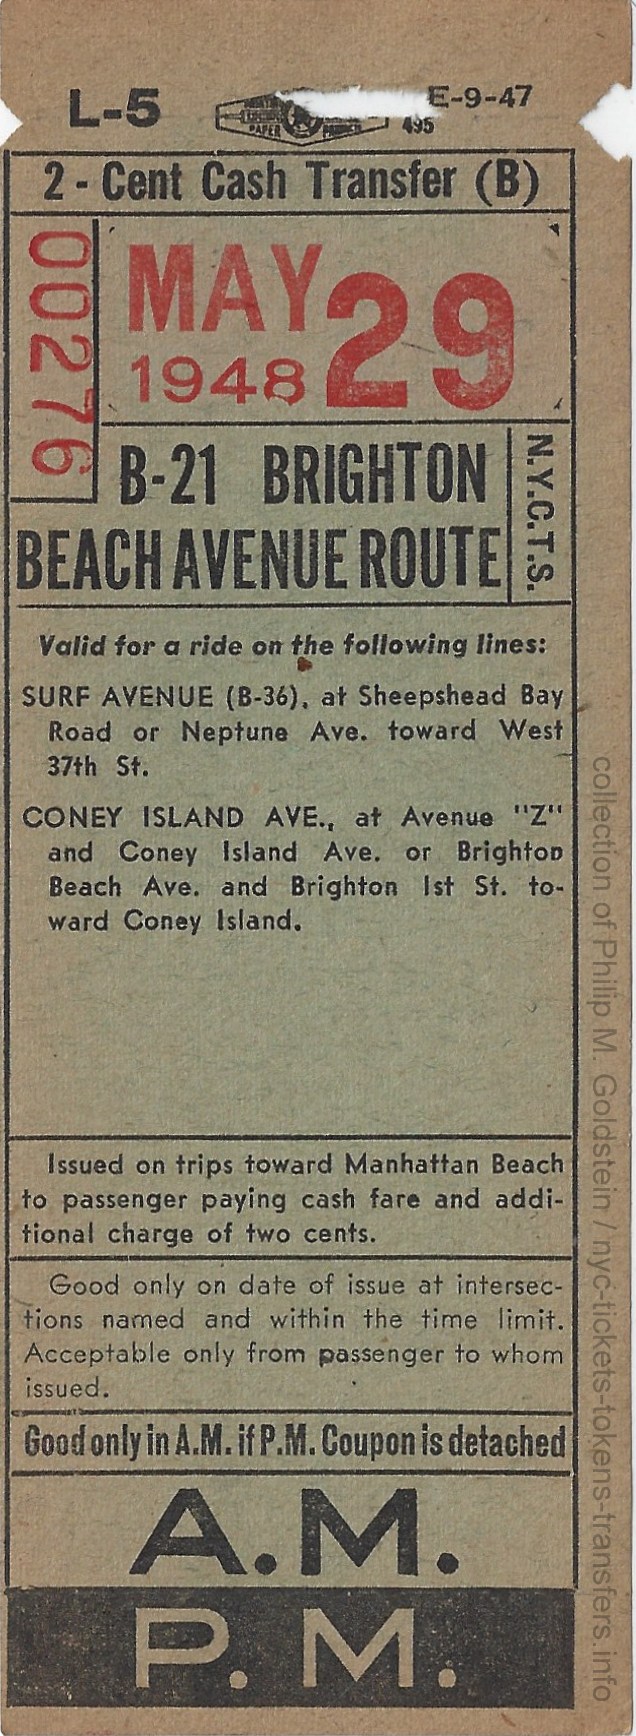 L-5
E-9-47
495
2 - Cent Cash Transfer (B)
00276
MAY 29
1948
B-21 BRIGHTON
BEACH AVENUE ROUTE
N.Y.C.T.S.
Valid for a ride on the following lines:
SURF AVENUE (B-36), at Sheepshead Bay
Road or Neptune Ave. toward West
37th St.
CONEY ISLAND AVE., at Avenue "Z"
and Coney Island Ave. or Brighton
Beach Ave. and Brighton 1st St. to-
ward Coney Island.
Issued on trips toward Manhattan Beach
to passenger paying cash fare and addi-
tional charge of two cents.
Good only on date of issue at intersec-
tions named and within the time limit.
Acceptable only from passenger to whom
issued.
Good only in A.M. if P.M. Coupon is detached
A.M.
P.M.
collection of Philip M. Goldstein / nyc-tickets-tokens-transfers.info